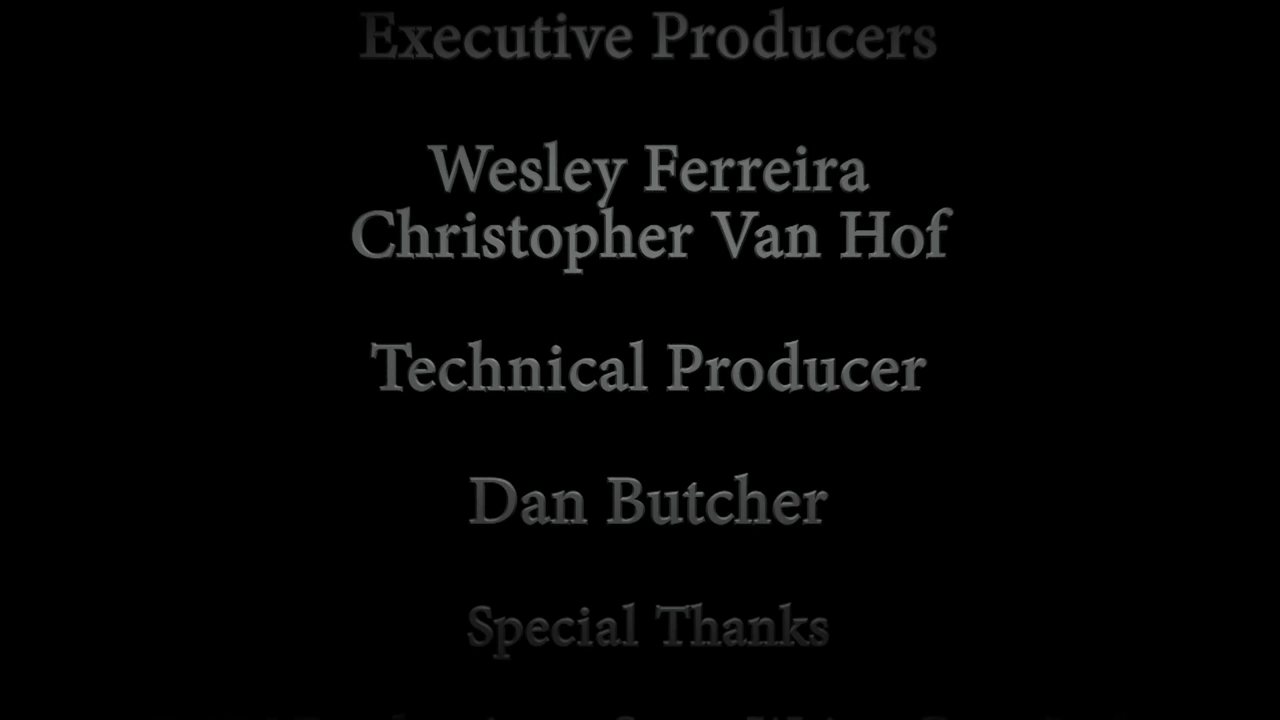 Executive Producers
Wesley Ferreira
Christopher Van Hof
Technical Producer
Dan Butcher
Special Thanks